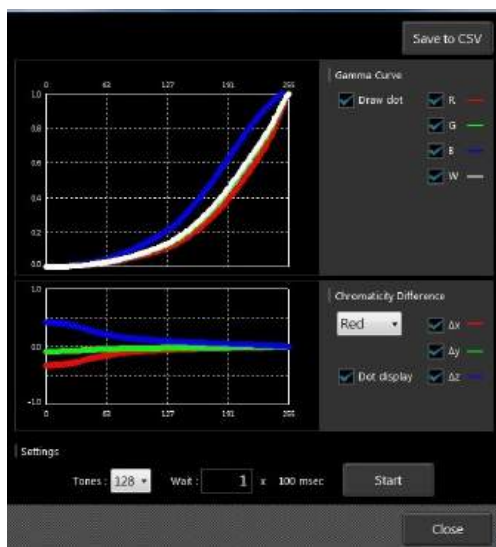 Save to CSV
Gamma Curve
0 63 127 191 255
1.0
0.8
0.6
0.4
0.2
0.0
Draw dot
R
G
B
W
Chromaticity Difference
1.0
0.0
-1.0
0 63 127 191 255
Red
Δx
Δy
Dot display
Δz
Settings
Tones : 128 Wait : 1 x 100 msec Start
Close